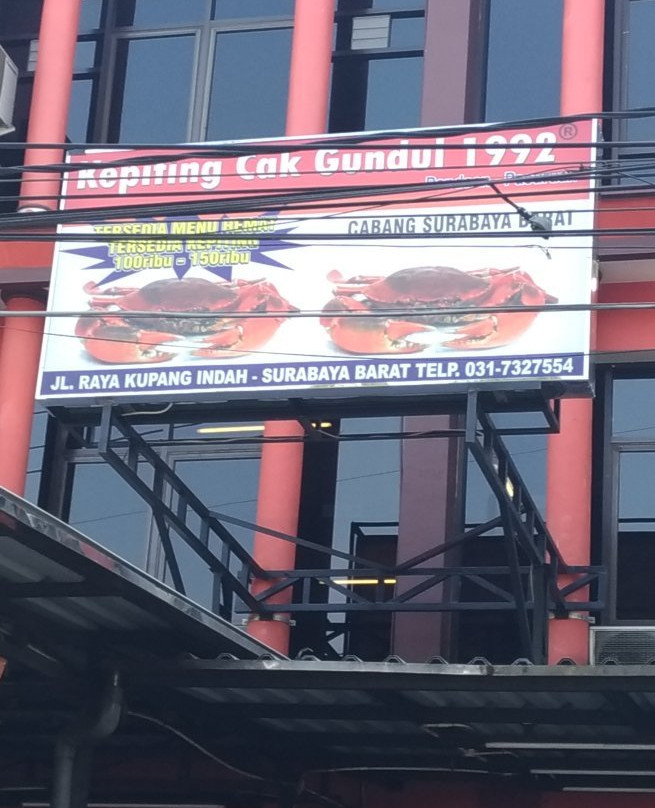 Kepiting Cak Gundul 1992 ®
TERSEDIA MENU HEMAT
TERSEDIA KEPITING
100ribu - 150ribu
CABANG SURABAYA BARAT
JL. RAYA KUPANG INDAH - SURABAYA BARAT TELP. 031-7327554